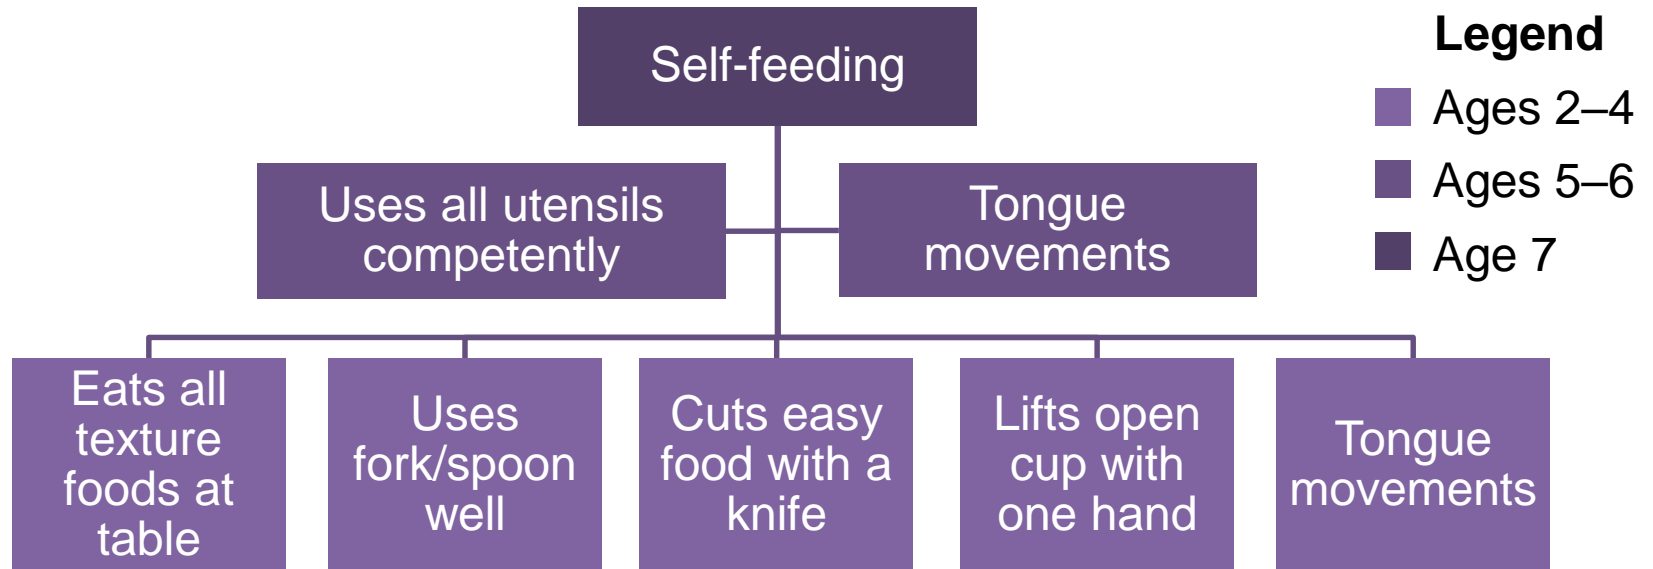 Self-feeding
Legend
Ages 2–4
Ages 5–6
Age 7
Uses all utensils
competently
Tongue
movements
Eats all
texture
foods at
table
Uses
fork/spoon
well
Cuts easy
food with a
knife
Lifts open
cup with
one hand
Tongue
movements